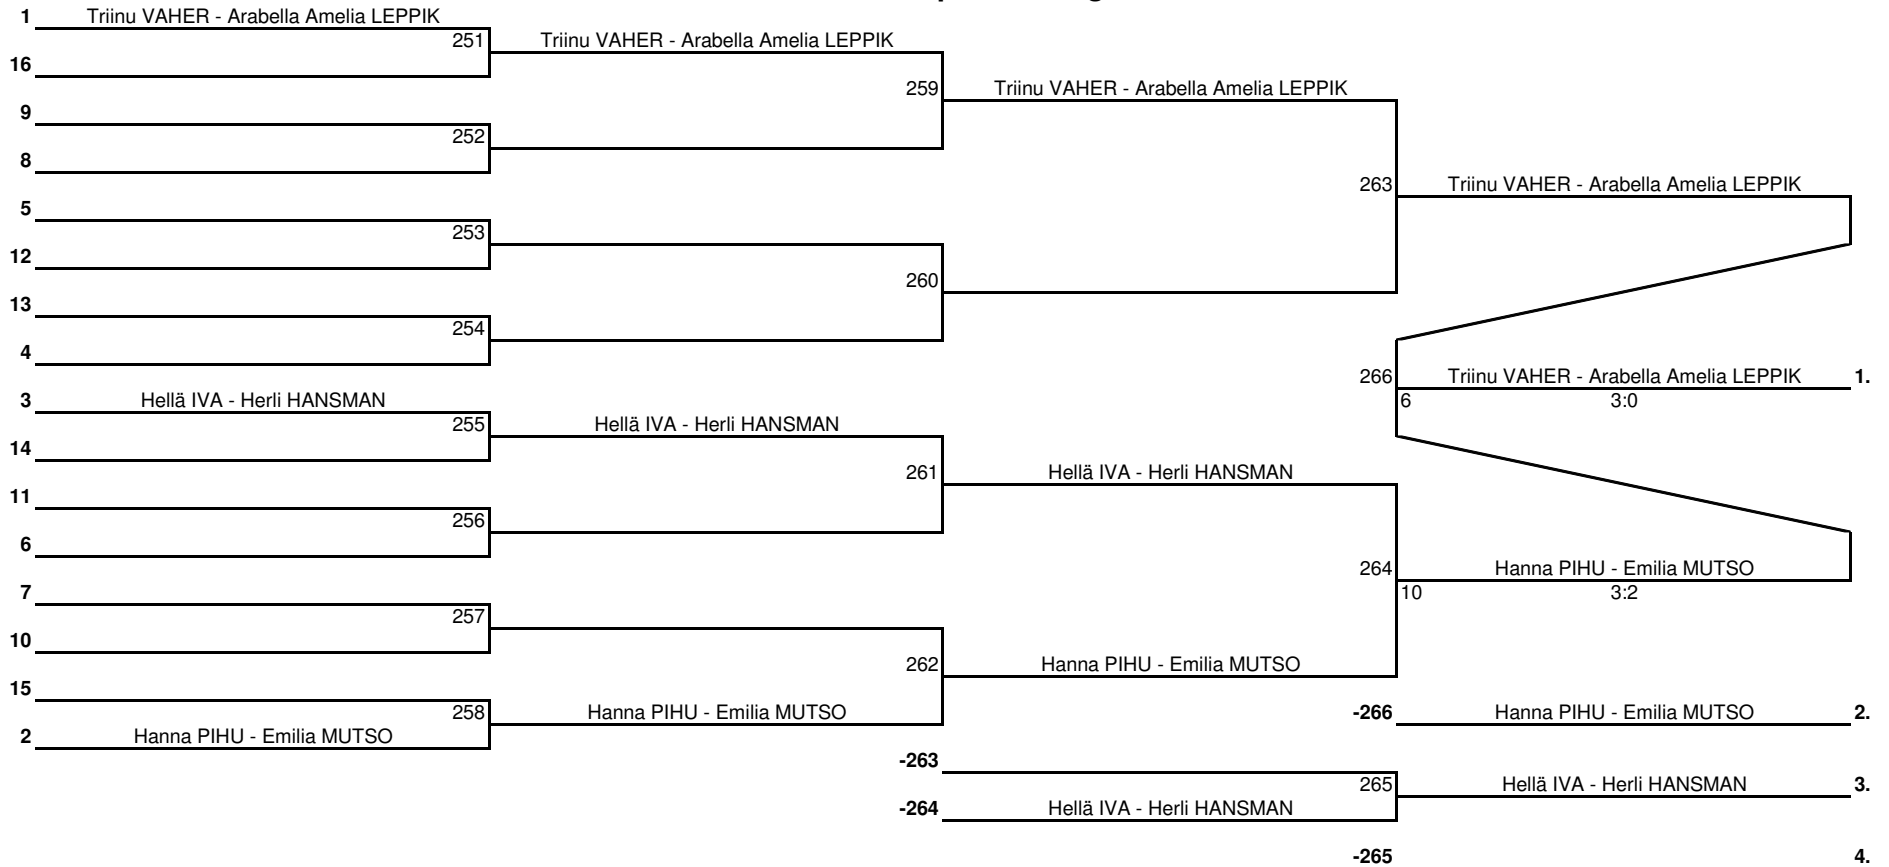 1 Triinu VAHER - Arabella Amelia LEPPIK
251 Triinu VAHER - Arabella Amelia LEPPIK
16
259 Triinu VAHER - Arabella Amelia LEPPIK
9
252
8
263 Triinu VAHER - Arabella Amelia LEPPIK
5
253
12
260
13
254
4
266 Triinu VAHER - Arabella Amelia LEPPIK 1.
6 3:0
3 Hellä IVA - Herli HANSMAN
255 Hellä IVA - Herli HANSMAN
14
261 Hellä IVA - Herli HANSMAN
11
256
6
264 Hanna PIHU - Emilia MUTSO
10 3:2
7
257
10
262 Hanna PIHU - Emilia MUTSO
15
258 Hanna PIHU - Emilia MUTSO
-266 Hanna PIHU - Emilia MUTSO 2.
2 Hanna PIHU - Emilia MUTSO
-263
265 Hellä IVA - Herli HANSMAN 3.
-264 Hellä IVA - Herli HANSMAN
-265 4.